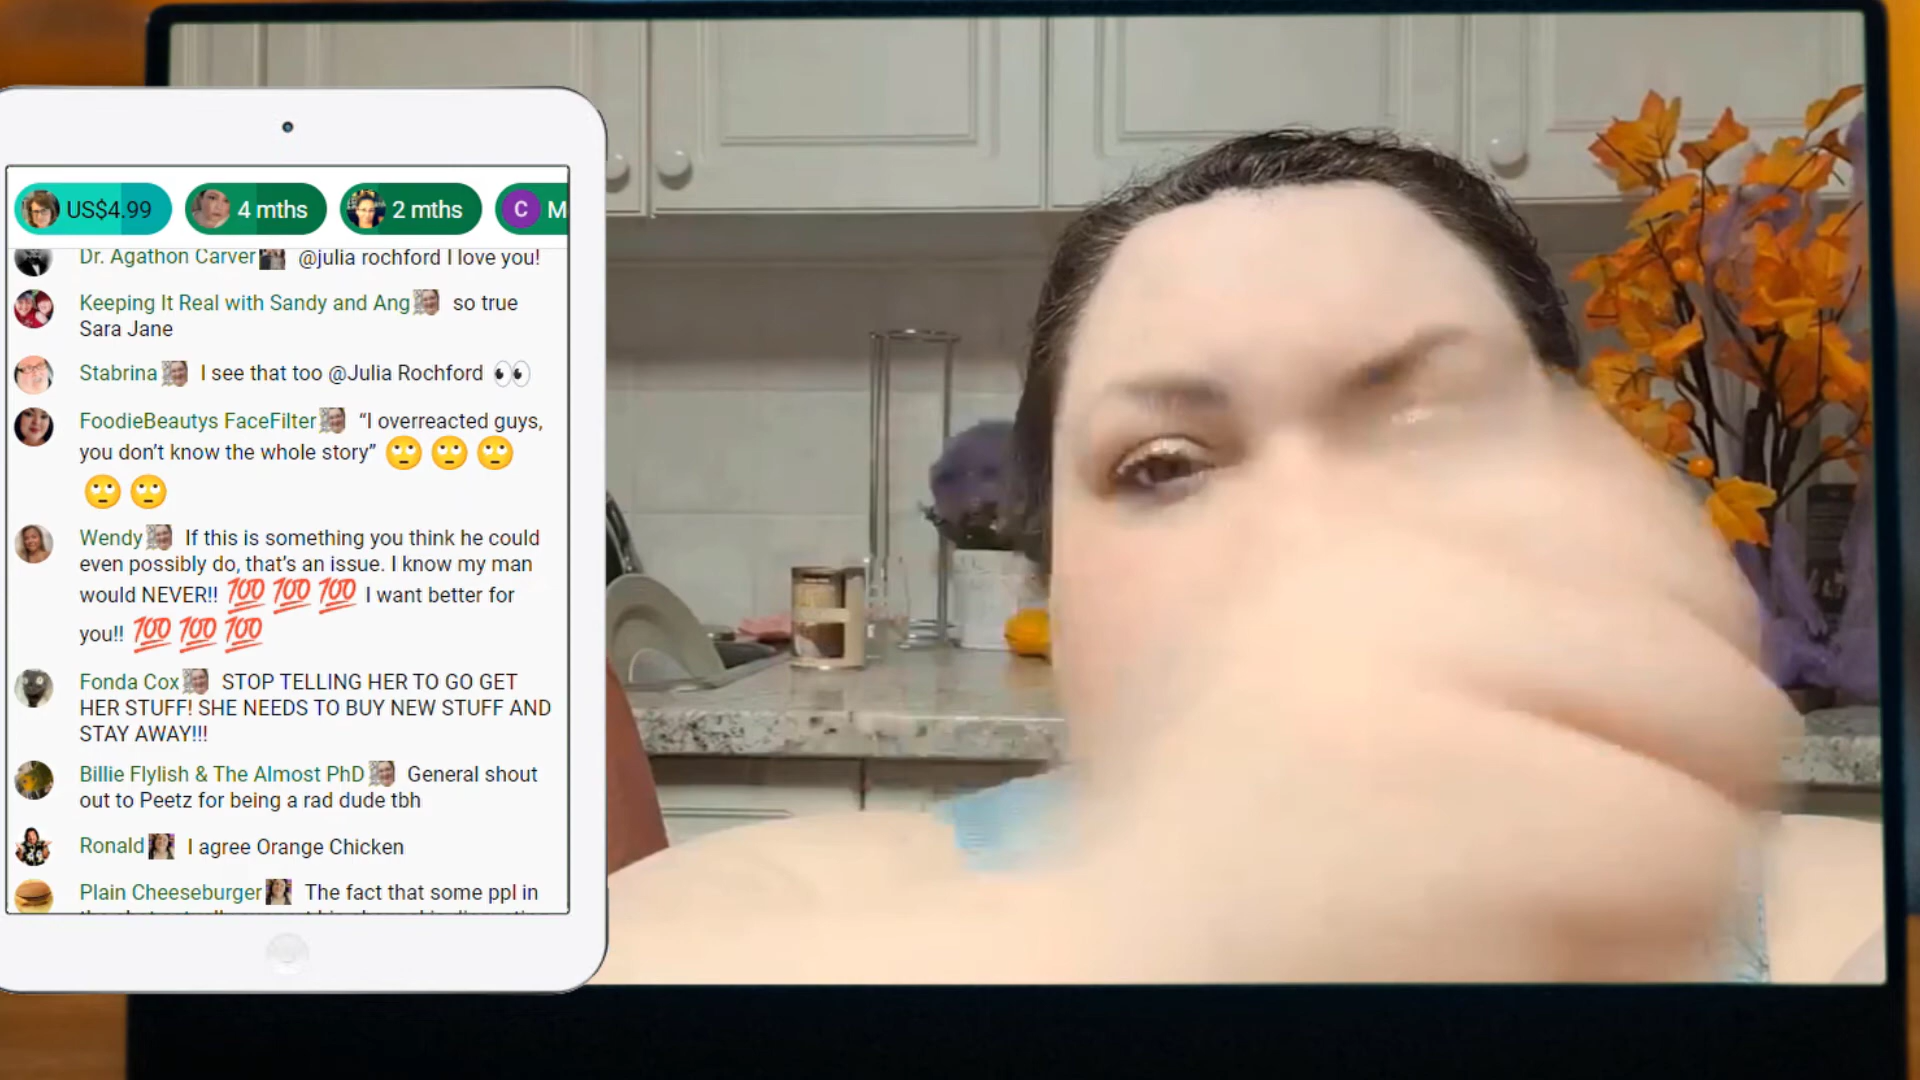 US$4.99 4 mths 2 mths C M
Dr. Agathon Carver @julia rochford I love you!
Keeping It Real with Sandy and Ang so true
Sara Jane
Stabrina I see that too @Julia Rochford 👀
FoodieBeautys FaceFilter “I overreacted guys,
you don’t know the whole story” 🙄🙄🙄
🙄🙄
Wendy If this is something you think he could
even possibly do, that’s an issue. I know my man
would NEVER!! 💯💯💯 I want better for
you!! 💯💯💯
Fonda Cox STOP TELLING HER TO GO GET
HER STUFF! SHE NEEDS TO BUY NEW STUFF AND
STAY AWAY!!!
Billie Flylish & The Almost PhD General shout
out to Peetz for being a rad dude tbh
Ronald I agree Orange Chicken
Plain Cheeseburger The fact that some ppl in